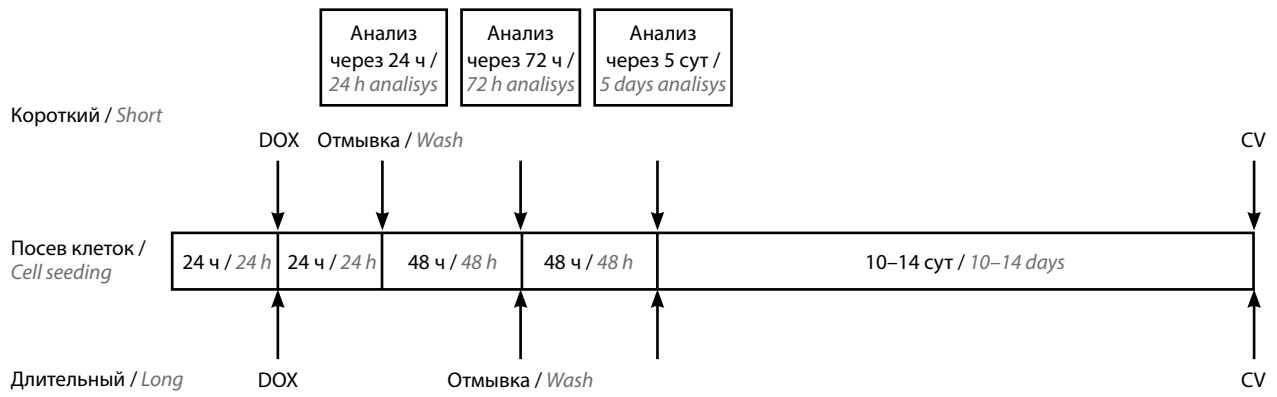 Анализ
через 24 ч /
24 h analisys
Анализ
через 72 ч /
72 h analisys
Анализ
через 5 сут /
5 days analisys
Короткий / Short
DOX
Отмывка / Wash
CV
Посев клеток /
Cell seeding
24 ч / 24 h
24 ч / 24 h
48 ч / 48 h
48 ч / 48 h
10–14 сут / 10–14 days
Длительный / Long
DOX
Отмывка / Wash
CV